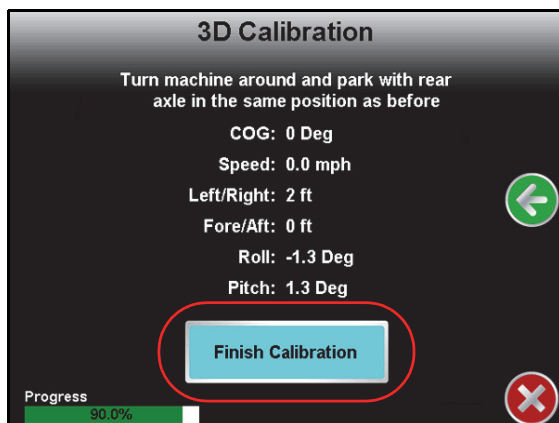 3D Calibration
Turn machine around and park with rear
axle in the same position as before
COG: 0 Deg
Speed: 0.0 mph
Left/Right: 2 ft
Fore/Aft: 0 ft
Roll: -1.3 Deg
Pitch: 1.3 Deg
Finish Calibration
Progress
90.0%